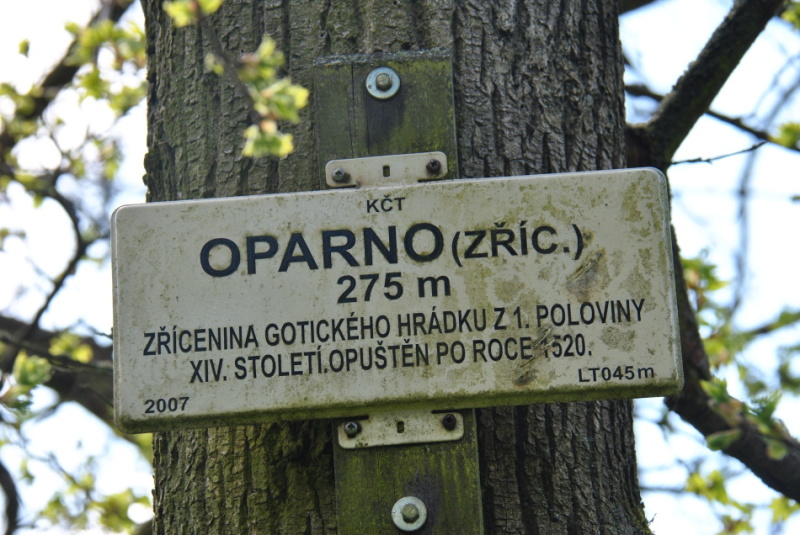 KČT
OPARNO (ZŘÍC.)
275 m
ZŘÍCENINA GOTICKÉHO HRÁDKU Z 1. POLOVINY
XIV. STOLETÍ.OPUŠTĚN PO ROCE 1520.
2007 LT045m